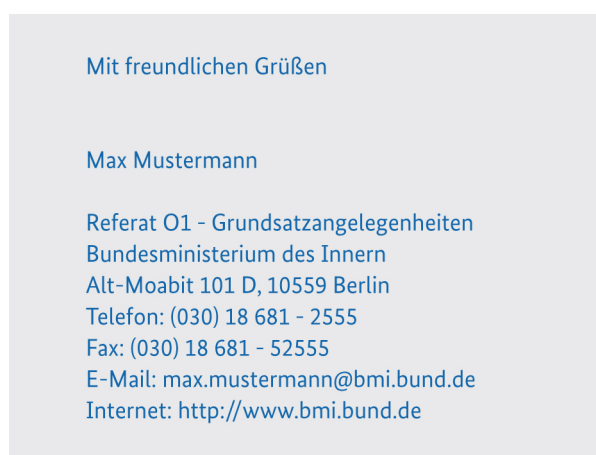 Mit freundlichen Grüßen
Max Mustermann
Referat O1 - Grundsatzangelegenheiten
Bundesministerium des Innern
Alt-Moabit 101 D, 10559 Berlin
Telefon: (030) 18 681 - 2555
Fax: (030) 18 681 - 52555
E-Mail: max.mustermann@bmi.bund.de
Internet: http://www.bmi.bund.de